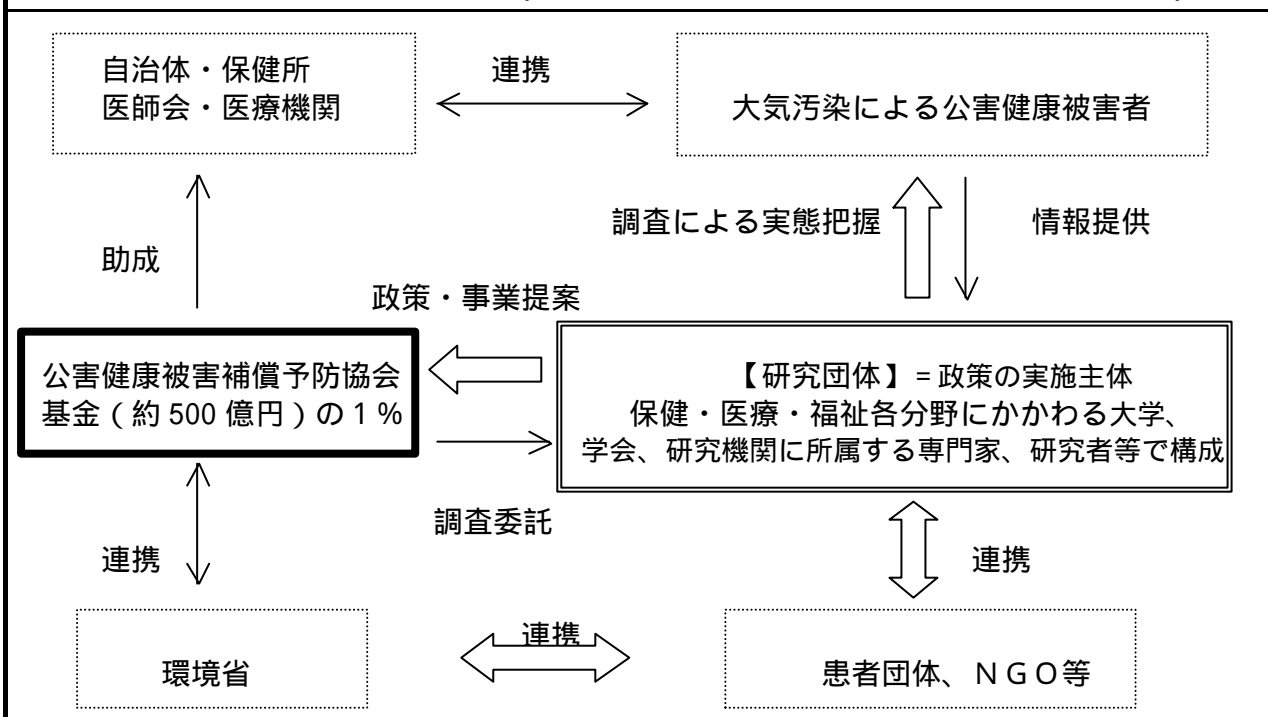 自治体・保健所
医師会・医療機関
連携
大気汚染による公害健康被害者
調査による実態把握
情報提供
助成
政策・事業提案
公害健康被害補償予防協会
基金（約 500 億円）の 1 %
【研究団体】= 政策の実施主体
保健・医療・福祉各分野にかかわる大学、
学会、研究機関に所属する専門家、研究者等で構成
調査委託
連携
連携
連携
環境省
患者団体、ＮＧＯ等